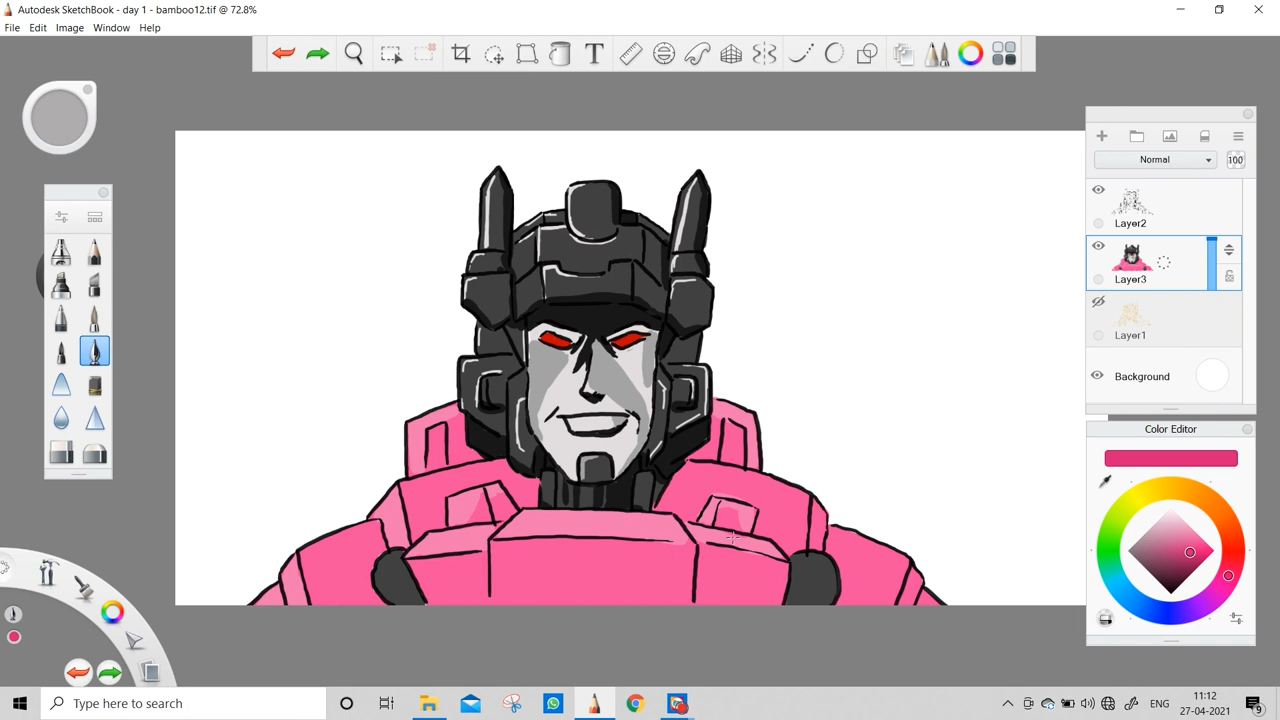 Autodesk SketchBook - day 1 - bamboo12.tif @ 72.8%
File Edit Image Window Help
T
Normal
100
Layer2
Layer3
Layer1
Background
Color Editor
Type here to search
ENG
11:12
27-04-2021
9